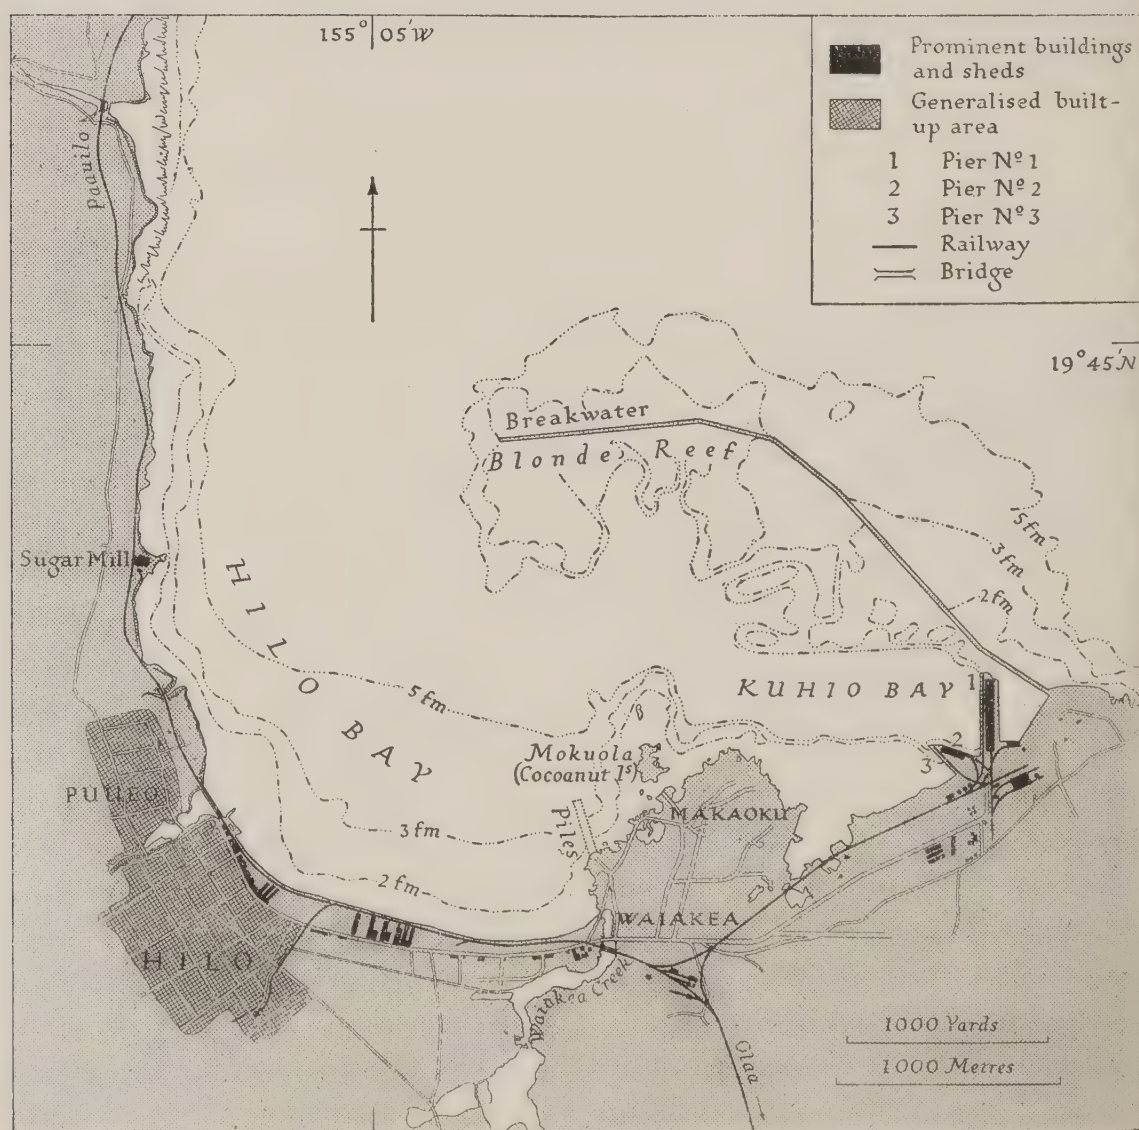 155° 05' W
Prominent buildings
and sheds
Generalised built-
up area
1 Pier Nº 1
2 Pier Nº 2
3 Pier Nº 3
Railway
Bridge
Paauilo
19° 45' N
Breakwater
Blonde Reef
5 fm
3 fm
2 fm
Sugar Mill
HILO BAY
5 fm
KUHIO BAY
1
2
3
Mokuola
(Cocoanut Is)
PUUEO
MAKAOKU
3 fm
Piles
2 fm
WAIAKEA
HILO
Waiakea Creek
Olaa
1000 Yards
1000 Metres